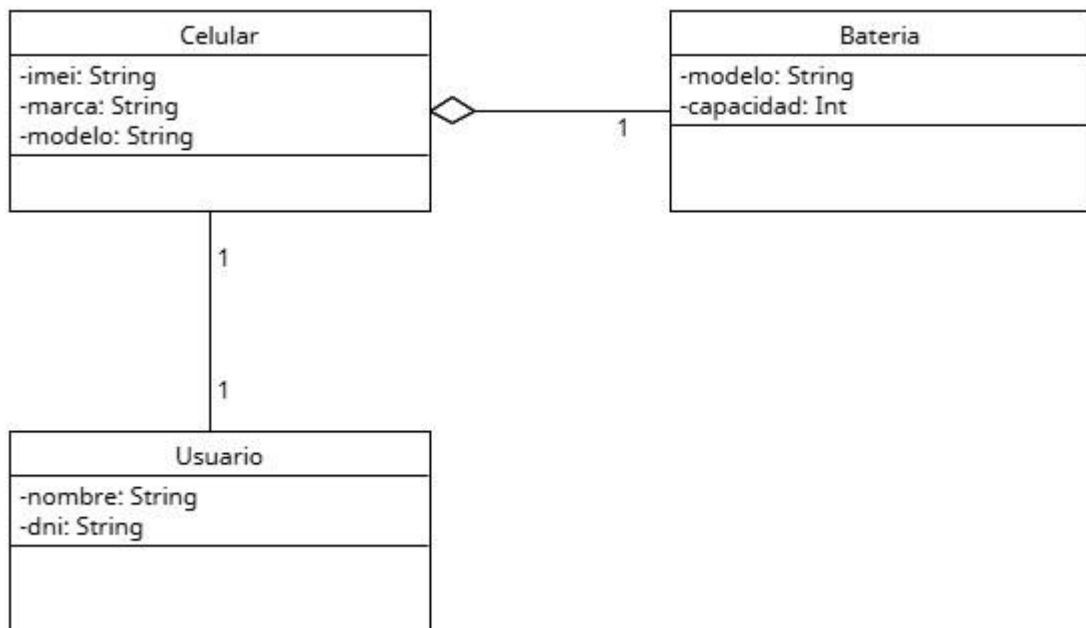 Celular
-imei: String
-marca: String
-modelo: String
Bateria
-modelo: String
-capacidad: Int
1
1
1
Usuario
-nombre: String
-dni: String